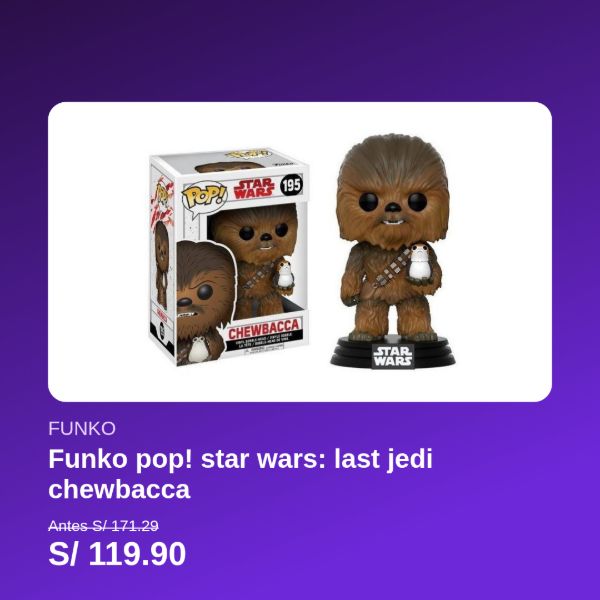 POP!
STAR
WARS
195
CHEWBACCA
STAR
WARS
FUNKO
Funko pop! star wars: last jedi
chewbacca
Antes S/ 171.29
S/ 119.90